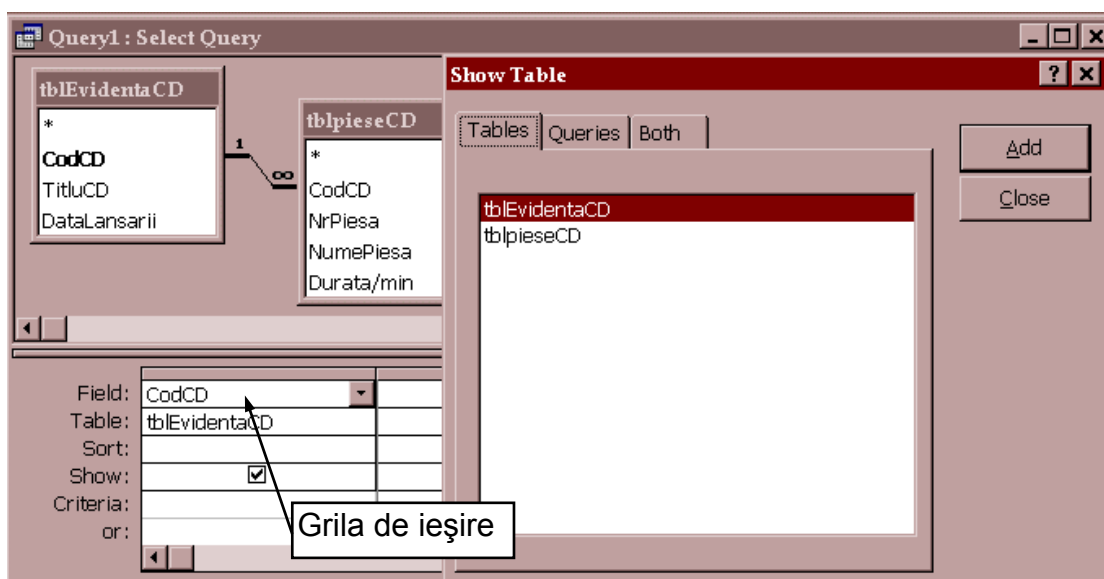 Query1 : Select Query
tblEvidentaCD
*
CodCD
TitluCD
DataLansarii
1
∞
tblpieseCD
*
CodCD
NrPiesa
NumePiesa
Durata/min
Show Table
Tables
Queries
Both
tblEvidentaCD
tblpieseCD
Add
Close
Field: CodCD
Table: tblEvidentaCD
Sort:
Show:
Criteria:
or:
Grila de ieşire